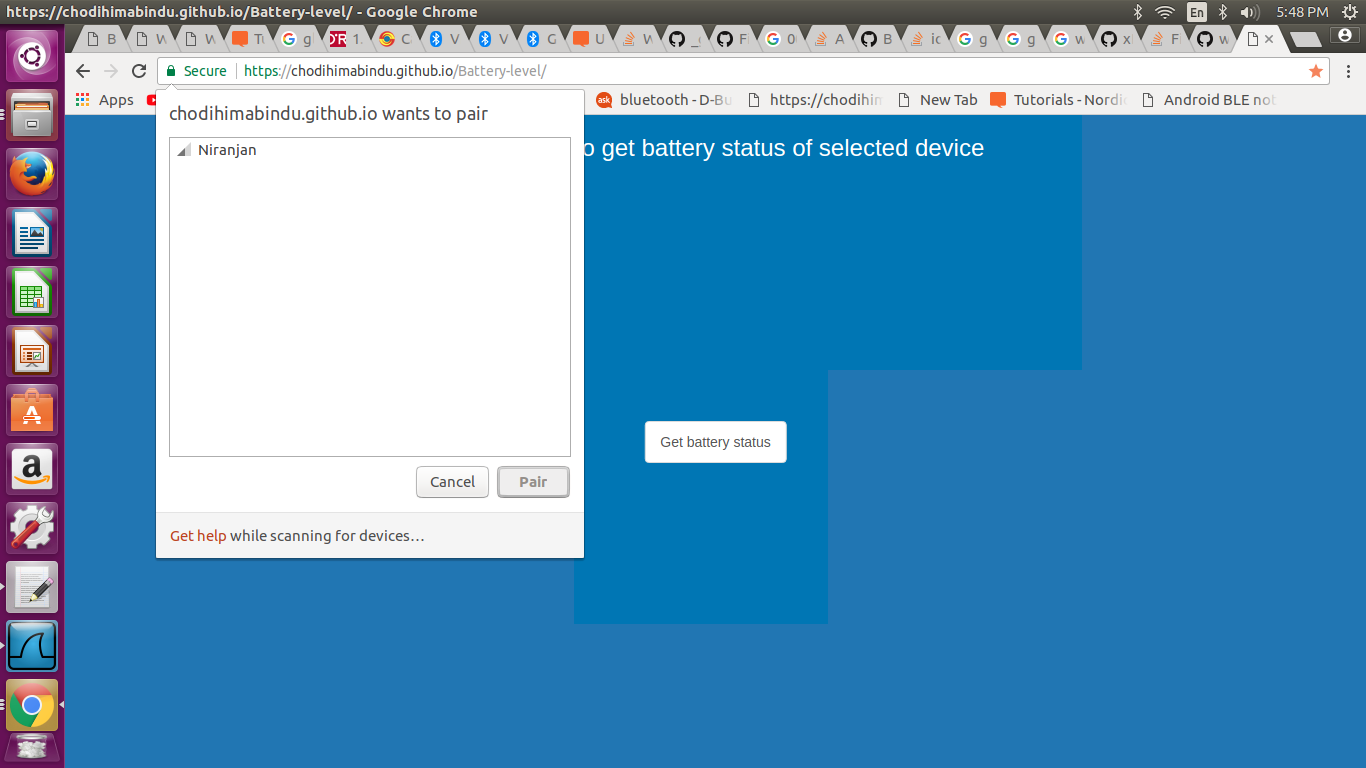 https://chodihimabindu.github.io/Battery-level/ - Google Chrome
En
5:48 PM
B
W
W
Tu
g
DR
1.
C
V
V
G
U
W
_g
F
0
A
B
ic
g
g
w
x
F
w
Secure
https://chodihimabindu.github.io/Battery-level/
Apps
ask
bluetooth - D-Bu
https://chodihim
New Tab
Tutorials - Nordic
Android BLE not
chodihimabindu.github.io wants to pair
Niranjan
o get battery status of selected device
Get battery status
Cancel
Pair
Get help while scanning for devices…